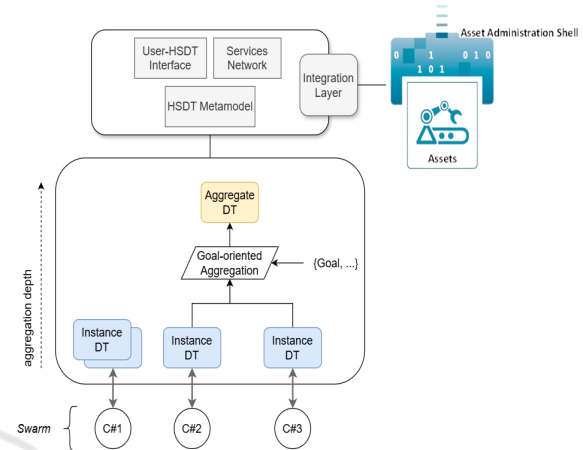 Asset Administration Shell
0 1 0 1 0
1 0 1
Assets
User-HSDT
Interface
Services
Network
Integration
Layer
HSDT Metamodel
Aggregate
DT
Goal-oriented
Aggregation
{Goal, ...}
aggregation depth
Instance
DT
Instance
DT
Instance
DT
Swarm
C#1
C#2
C#3